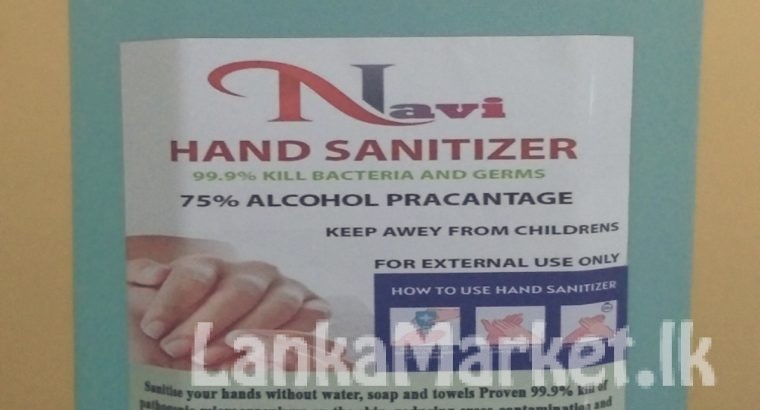 Navi
HAND SANITIZER
99.9% KILL BACTERIA AND GERMS
75% ALCOHOL PRACANTAGE
KEEP AWEY FROM CHILDRENS
FOR EXTERNAL USE ONLY
HOW TO USE HAND SANITIZER
LankaMarket.lk
Sanitise your hands without water, soap and towels Proven 99.9% kill of